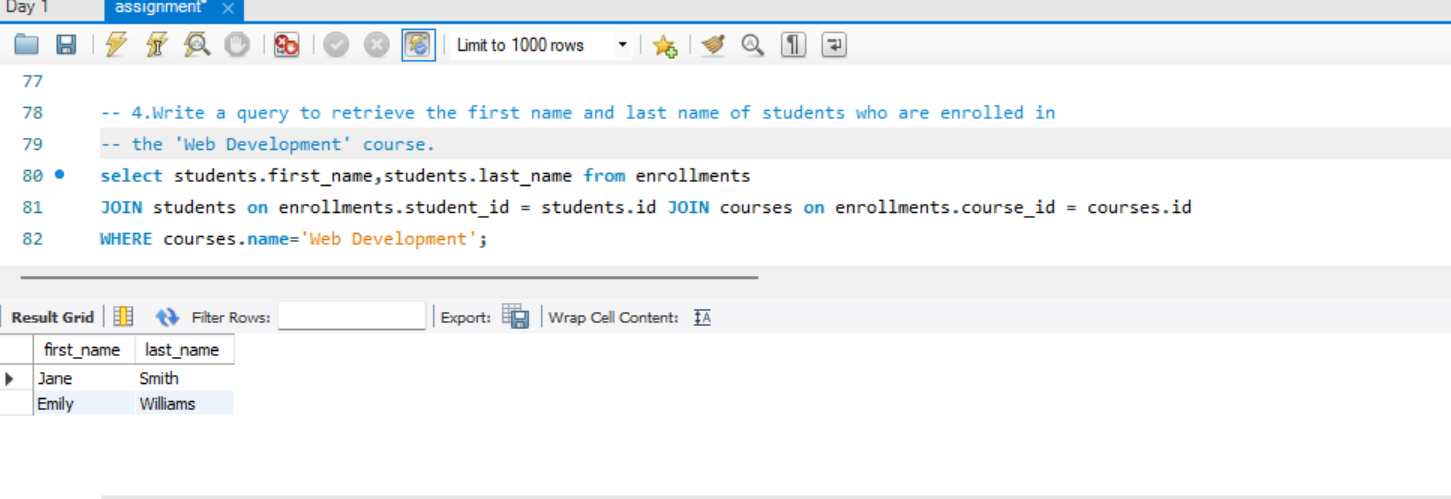 Day 1 assignment*
Limit to 1000 rows
77
78 -- 4.Write a query to retrieve the first name and last name of students who are enrolled in
79 -- the 'Web Development' course.
80 select students.first_name,students.last_name from enrollments
81 JOIN students on enrollments.student_id = students.id JOIN courses on enrollments.course_id = courses.id
82 WHERE courses.name='Web Development';
Result Grid Filter Rows: Export: Wrap Cell Content:
first_name last_name
Jane Smith
Emily Williams